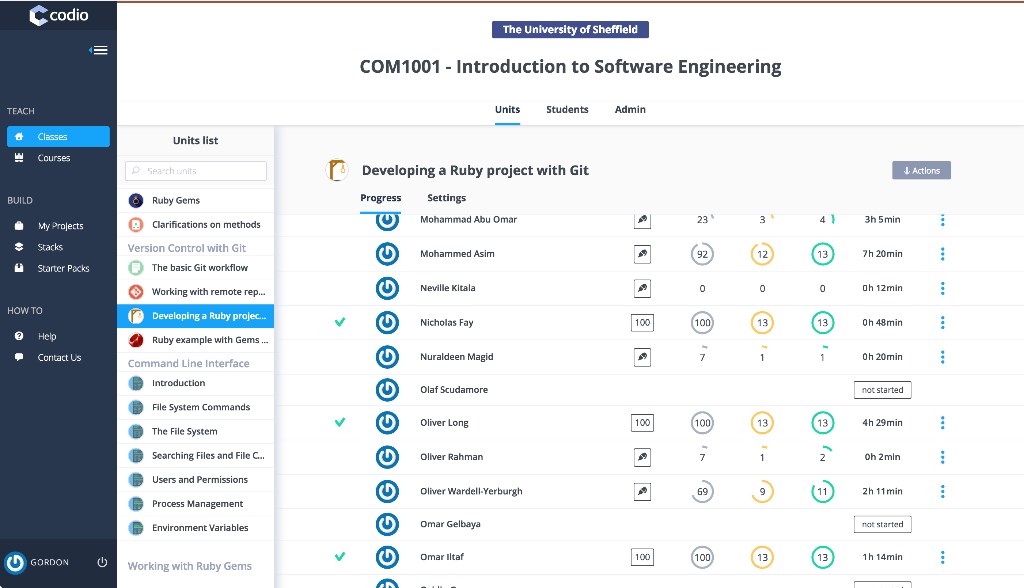 codio
The University of Sheffield
COM1001 - Introduction to Software Engineering
Units Students Admin
TEACH
Classes
Courses
BUILD
My Projects
Stacks
Starter Packs
HOW TO
Help
Contact Us
GORDON
Units list
Search units
Ruby Gems
Clarifications on methods
Version Control with Git
The basic Git workflow
Working with remote rep...
Developing a Ruby projec...
Ruby example with Gems ...
Command Line Interface
Introduction
File System Commands
The File System
Searching Files and File C...
Users and Permissions
Process Management
Environment Variables
Working with Ruby Gems
Developing a Ruby project with Git
Actions
Progress Settings
Mohammad Abu Omar 23 3 4 3h 5min
Mohammed Asim 92 12 13 7h 20min
Neville Kitala 0 0 0 0h 12min
Nicholas Fay 100 100 13 13 0h 48min
Nuraldeen Magid 7 1 1 0h 20min
Olaf Scudamore not started
Oliver Long 100 100 13 13 4h 29min
Oliver Rahman 7 1 2 0h 2min
Oliver Wardell-Yerburgh 69 9 11 2h 11min
Omar Gelbaya not started
Omar Iltaf 100 100 13 13 1h 14min